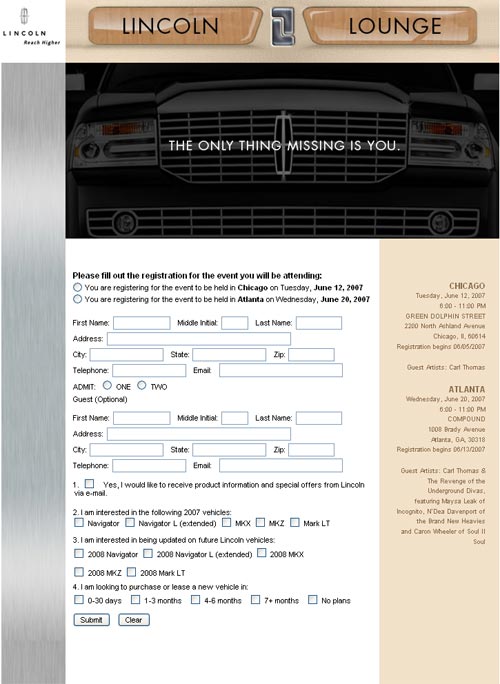 LINCOLN
Reach Higher
LINCOLN LOUNGE
THE ONLY THING MISSING IS YOU.
Please fill out the registration for the event you will be attending:
You are registering for the event to be held in Chicago on Tuesday, June 12, 2007
You are registering for the event to be held in Atlanta on Wednesday, June 20, 2007
First Name: Middle Initial: Last Name:
Address:
City: State: Zip:
Telephone: Email:
ADMIT: ONE TWO
Guest (Optional)
First Name: Middle Initial: Last Name:
Address:
City: State: Zip:
Telephone: Email:
1. Yes, I would like to receive product information and special offers from Lincoln
via e-mail.
2. I am interested in the following 2007 vehicles:
Navigator Navigator L (extended) MKX MKZ Mark LT
3. I am interested in being updated on future Lincoln vehicles:
2008 Navigator 2008 Navigator L (extended) 2008 MKX
2008 MKZ 2008 Mark LT
4. I am looking to purchase or lease a new vehicle in:
0-30 days 1-3 months 4-6 months 7+ months No plans
Submit Clear
CHICAGO
Tuesday, June 12, 2007
6:00 - 11:00 PM
GREEN DOLPHIN STREET
2200 North Ashland Avenue
Chicago, Il, 60614
Registration begins 06/05/2007
Guest Artists: Carl Thomas
ATLANTA
Wednesday, June 20, 2007
6:00 - 11:00 PM
COMPOUND
1008 Brady Avenue
Atlanta, GA, 30318
Registration begins 06/13/2007
Guest Artists: Carl Thomas &
The Revenge of the
Underground Divas,
featuring Maysa Leak of
Incognito, N'Dea Davenport of
the Brand New Heavies
and Caron Wheeler of Soul II
Soul